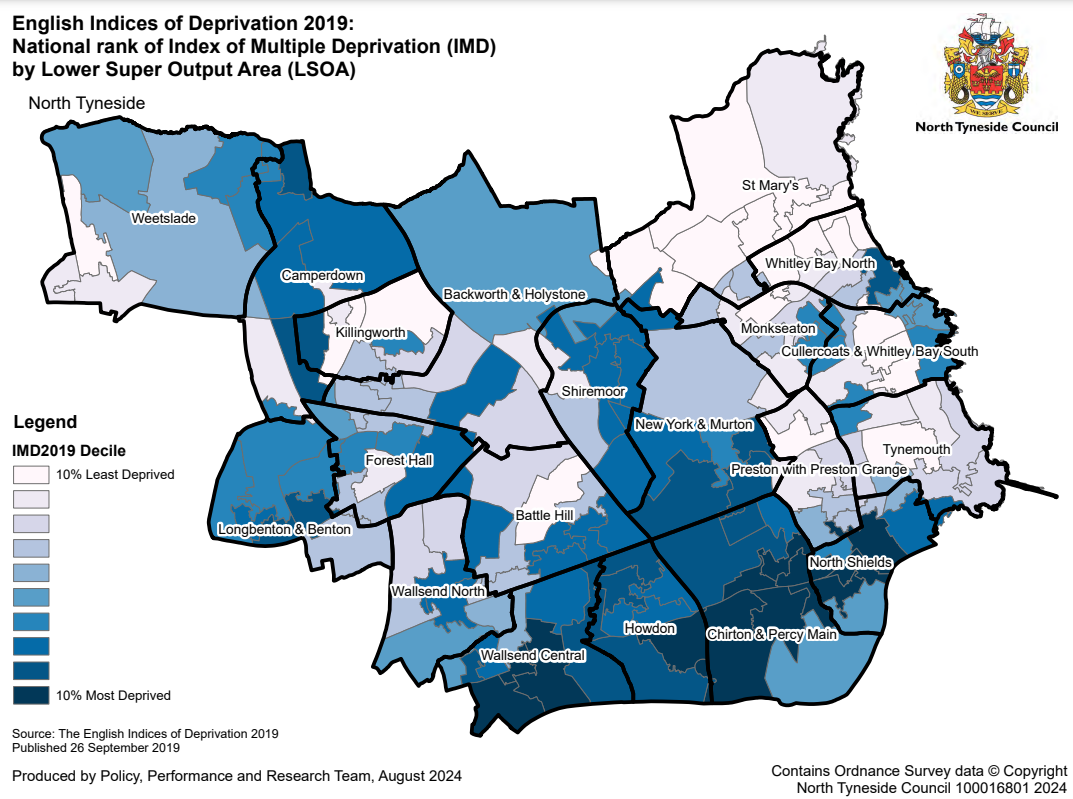 English Indices of Deprivation 2019:
National rank of Index of Multiple Deprivation (IMD)
by Lower Super Output Area (LSOA)
North Tyneside
North Tyneside Council
St Mary's
Weetslade
Whitley Bay North
Camperdown
Backworth & Holystone
Killingworth
Monkseaton
Cullercoats & Whitley Bay South
Shiremoor
New York & Murton
Tynemouth
Forest Hall
Preston with Preston Grange
Battle Hill
Longbenton & Benton
North Shields
Wallsend North
Howdon
Chirton & Percy Main
Wallsend Central
Legend
IMD2019 Decile
10% Least Deprived
10% Most Deprived
Source: The English Indices of Deprivation 2019
Published 26 September 2019
Produced by Policy, Performance and Research Team, August 2024
Contains Ordnance Survey data © Copyright
North Tyneside Council 100016801 2024